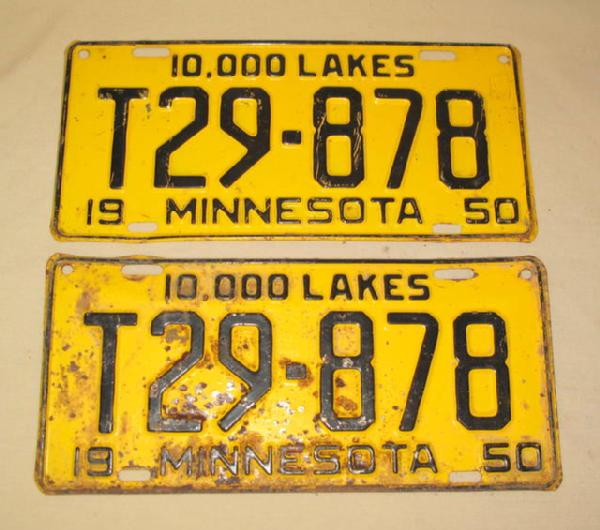 10,000 LAKES
T29-878
19 MINNESOTA 50
10,000 LAKES
T29-878
19 MINNESOTA 50